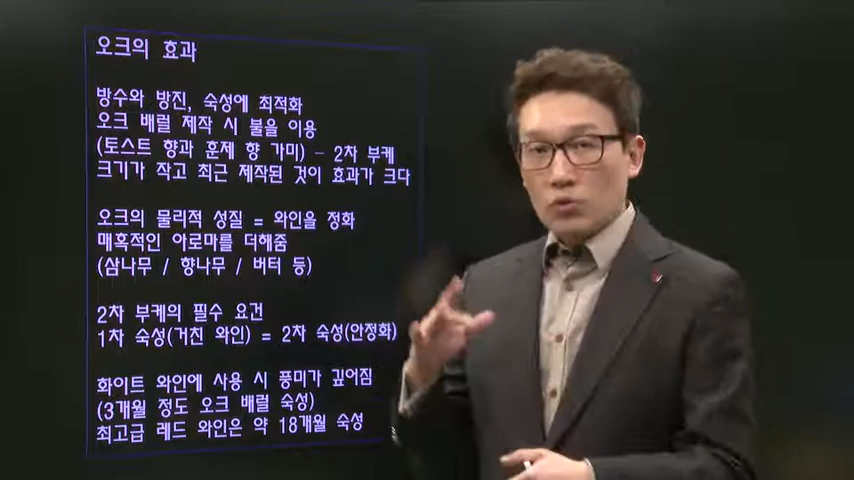 오크의 효과
방수와 방진, 숙성에 최적화
오크 배럴 제작 시 불을 이용
(토스트 향과 훈제 향 가미) - 2차 부케
크기가 작고 최근 제작된 것이 효과가 크다
오크의 물리적 성질 = 와인을 정화
매혹적인 아로마를 더해줌
(삼나무 / 향나무 / 버터 등)
2차 부케의 필수 요건
1차 숙성(거친 와인) = 2차 숙성(안정화)
화이트 와인에 사용 시 풍미가 깊어짐
(3개월 정도 오크 배럴 숙성)
최고급 레드 와인은 약 18개월 숙성